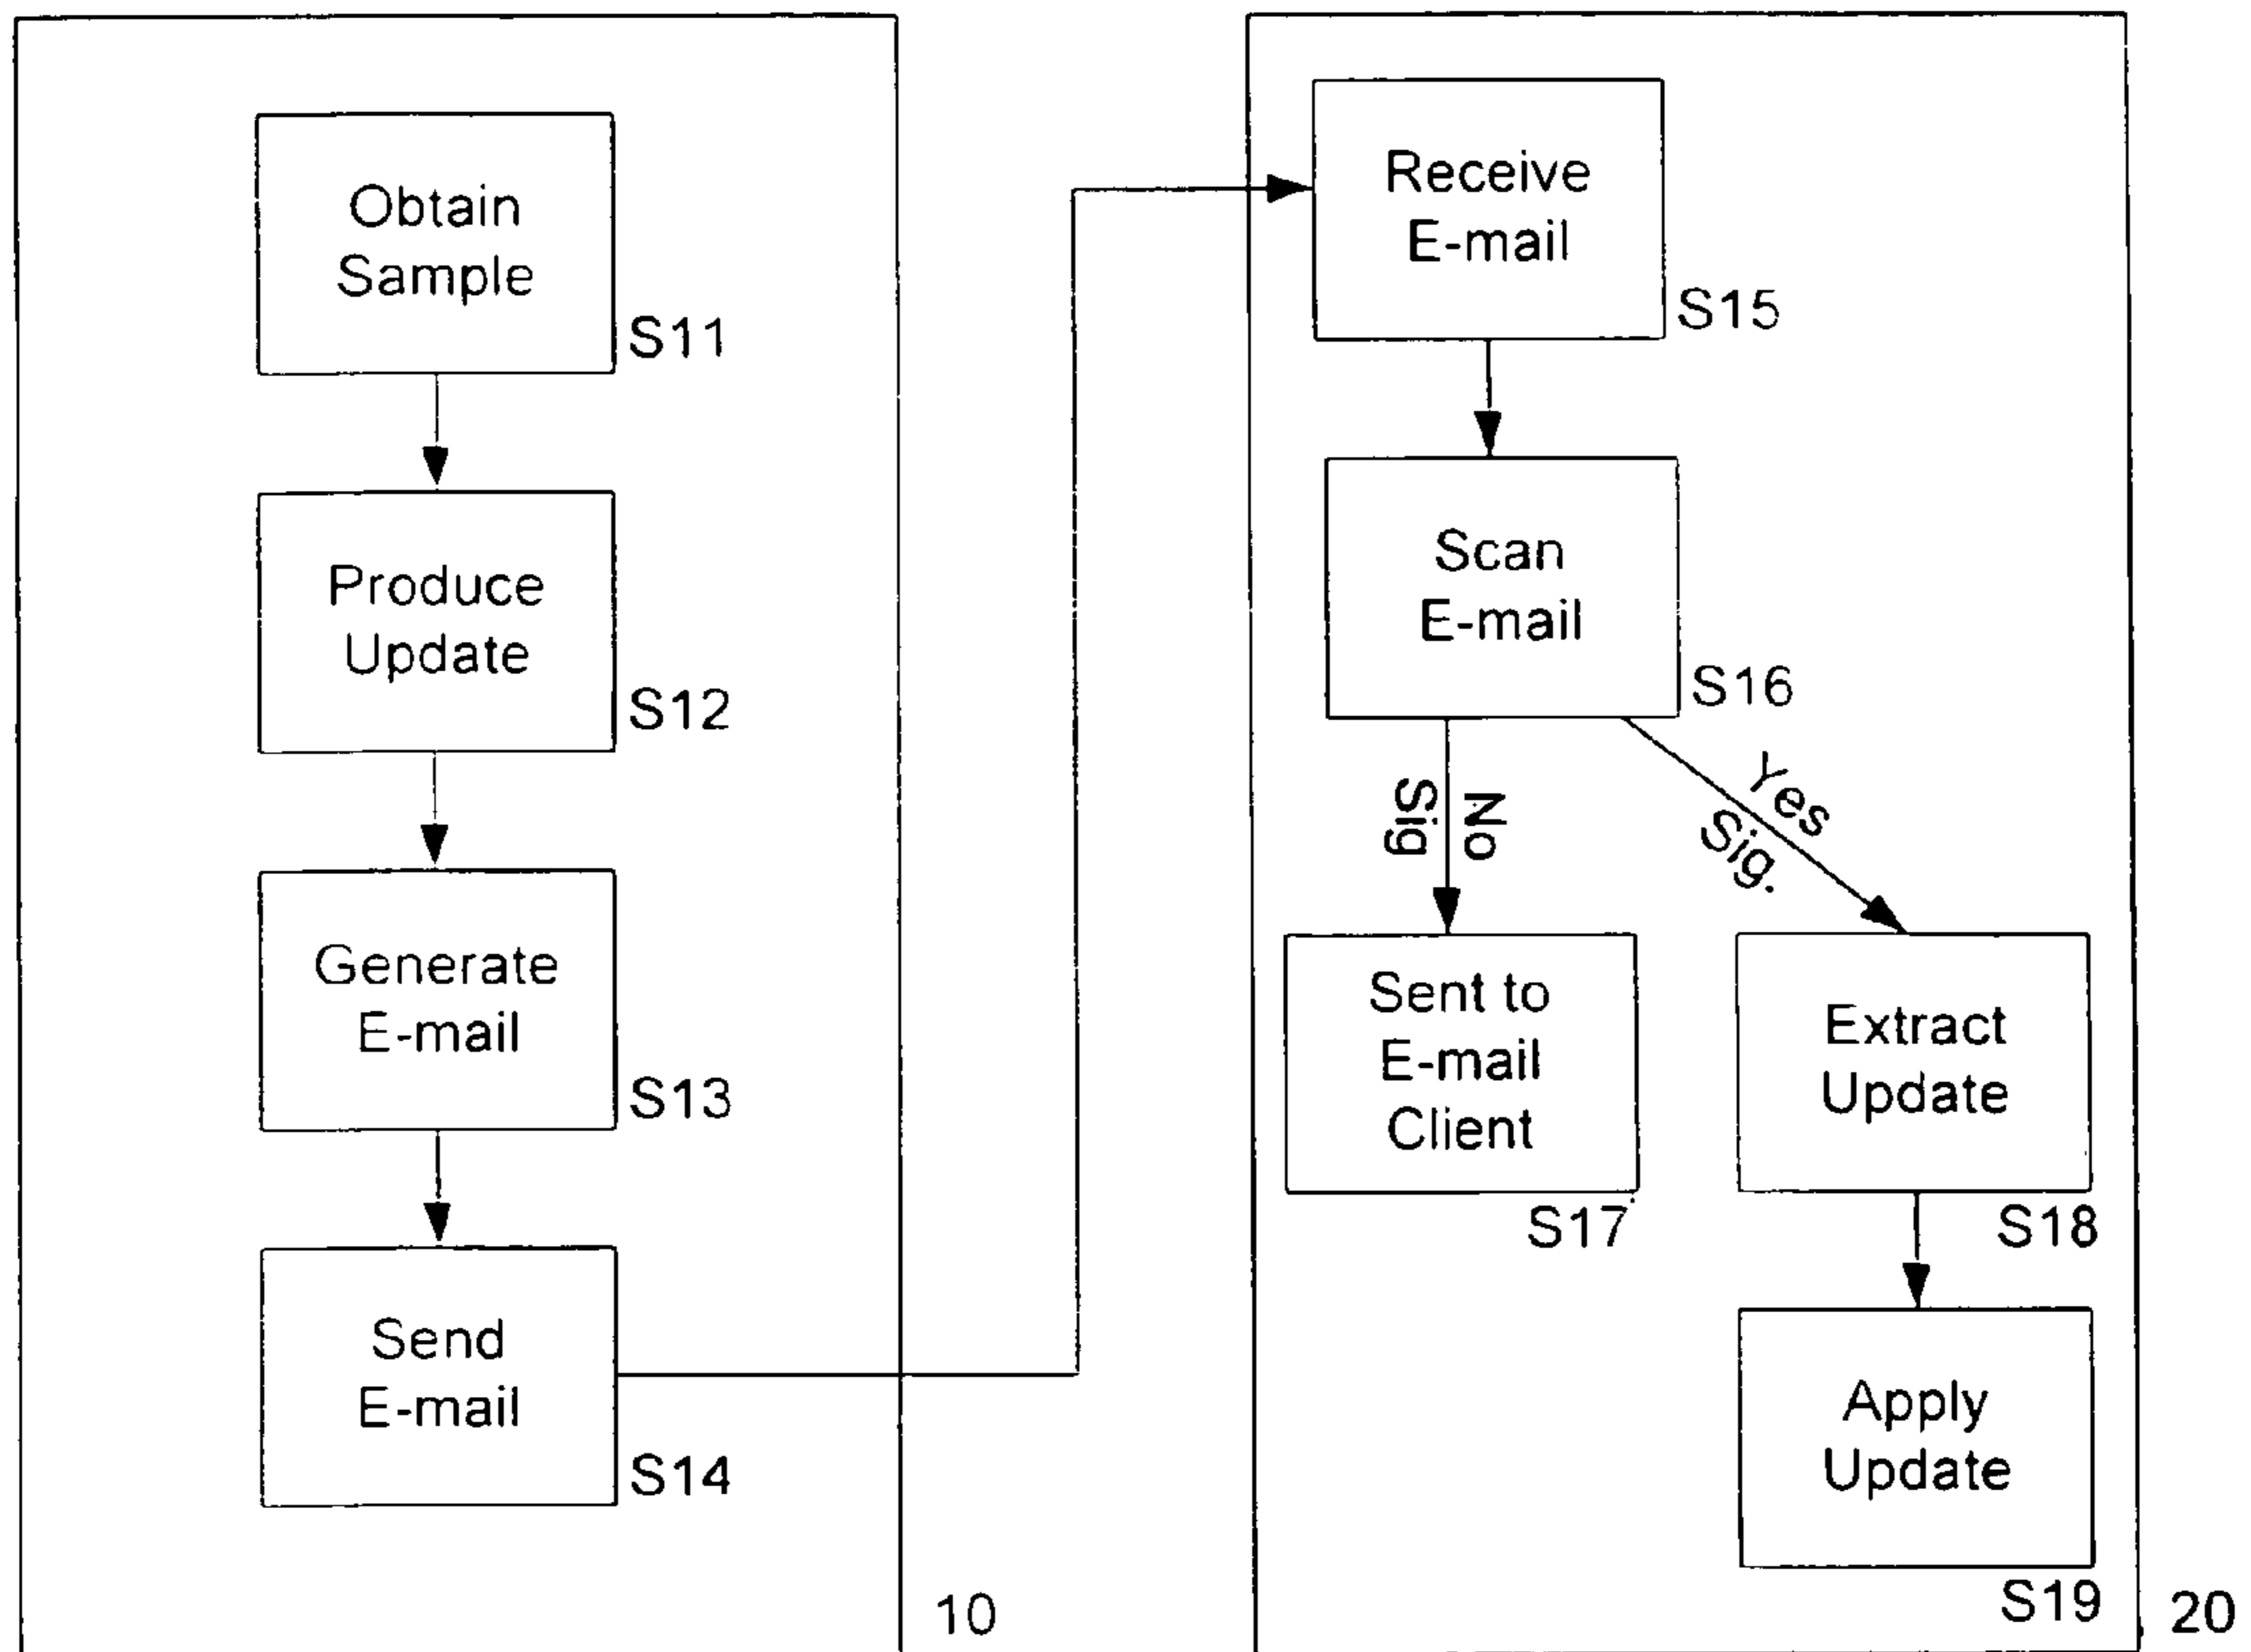 Obtain
Sample
S11
Produce
Update
S12
Generate
E-mail
S13
Send
E-mail
S14
10
Receive
E-mail
S15
Scan
E-mail
S16
No
Sig
Yes
Sig.
Sent to
E-mail
Client
S17
Extract
Update
S18
Apply
Update
S19
20